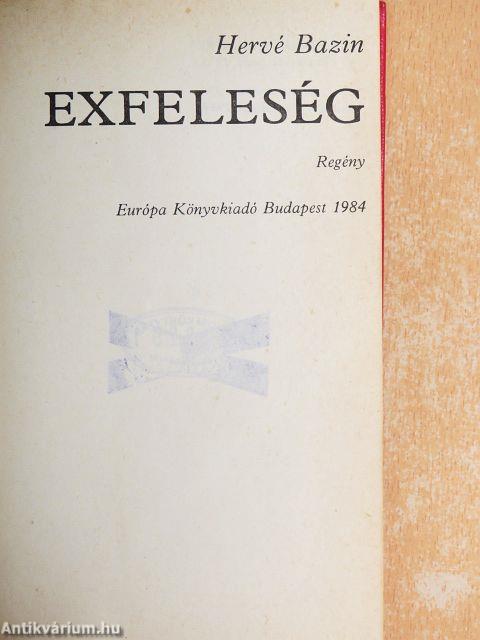 Hervé Bazin
EXFELESÉG
Regény
Európa Könyvkiadó Budapest 1984
Antikvárium.hu